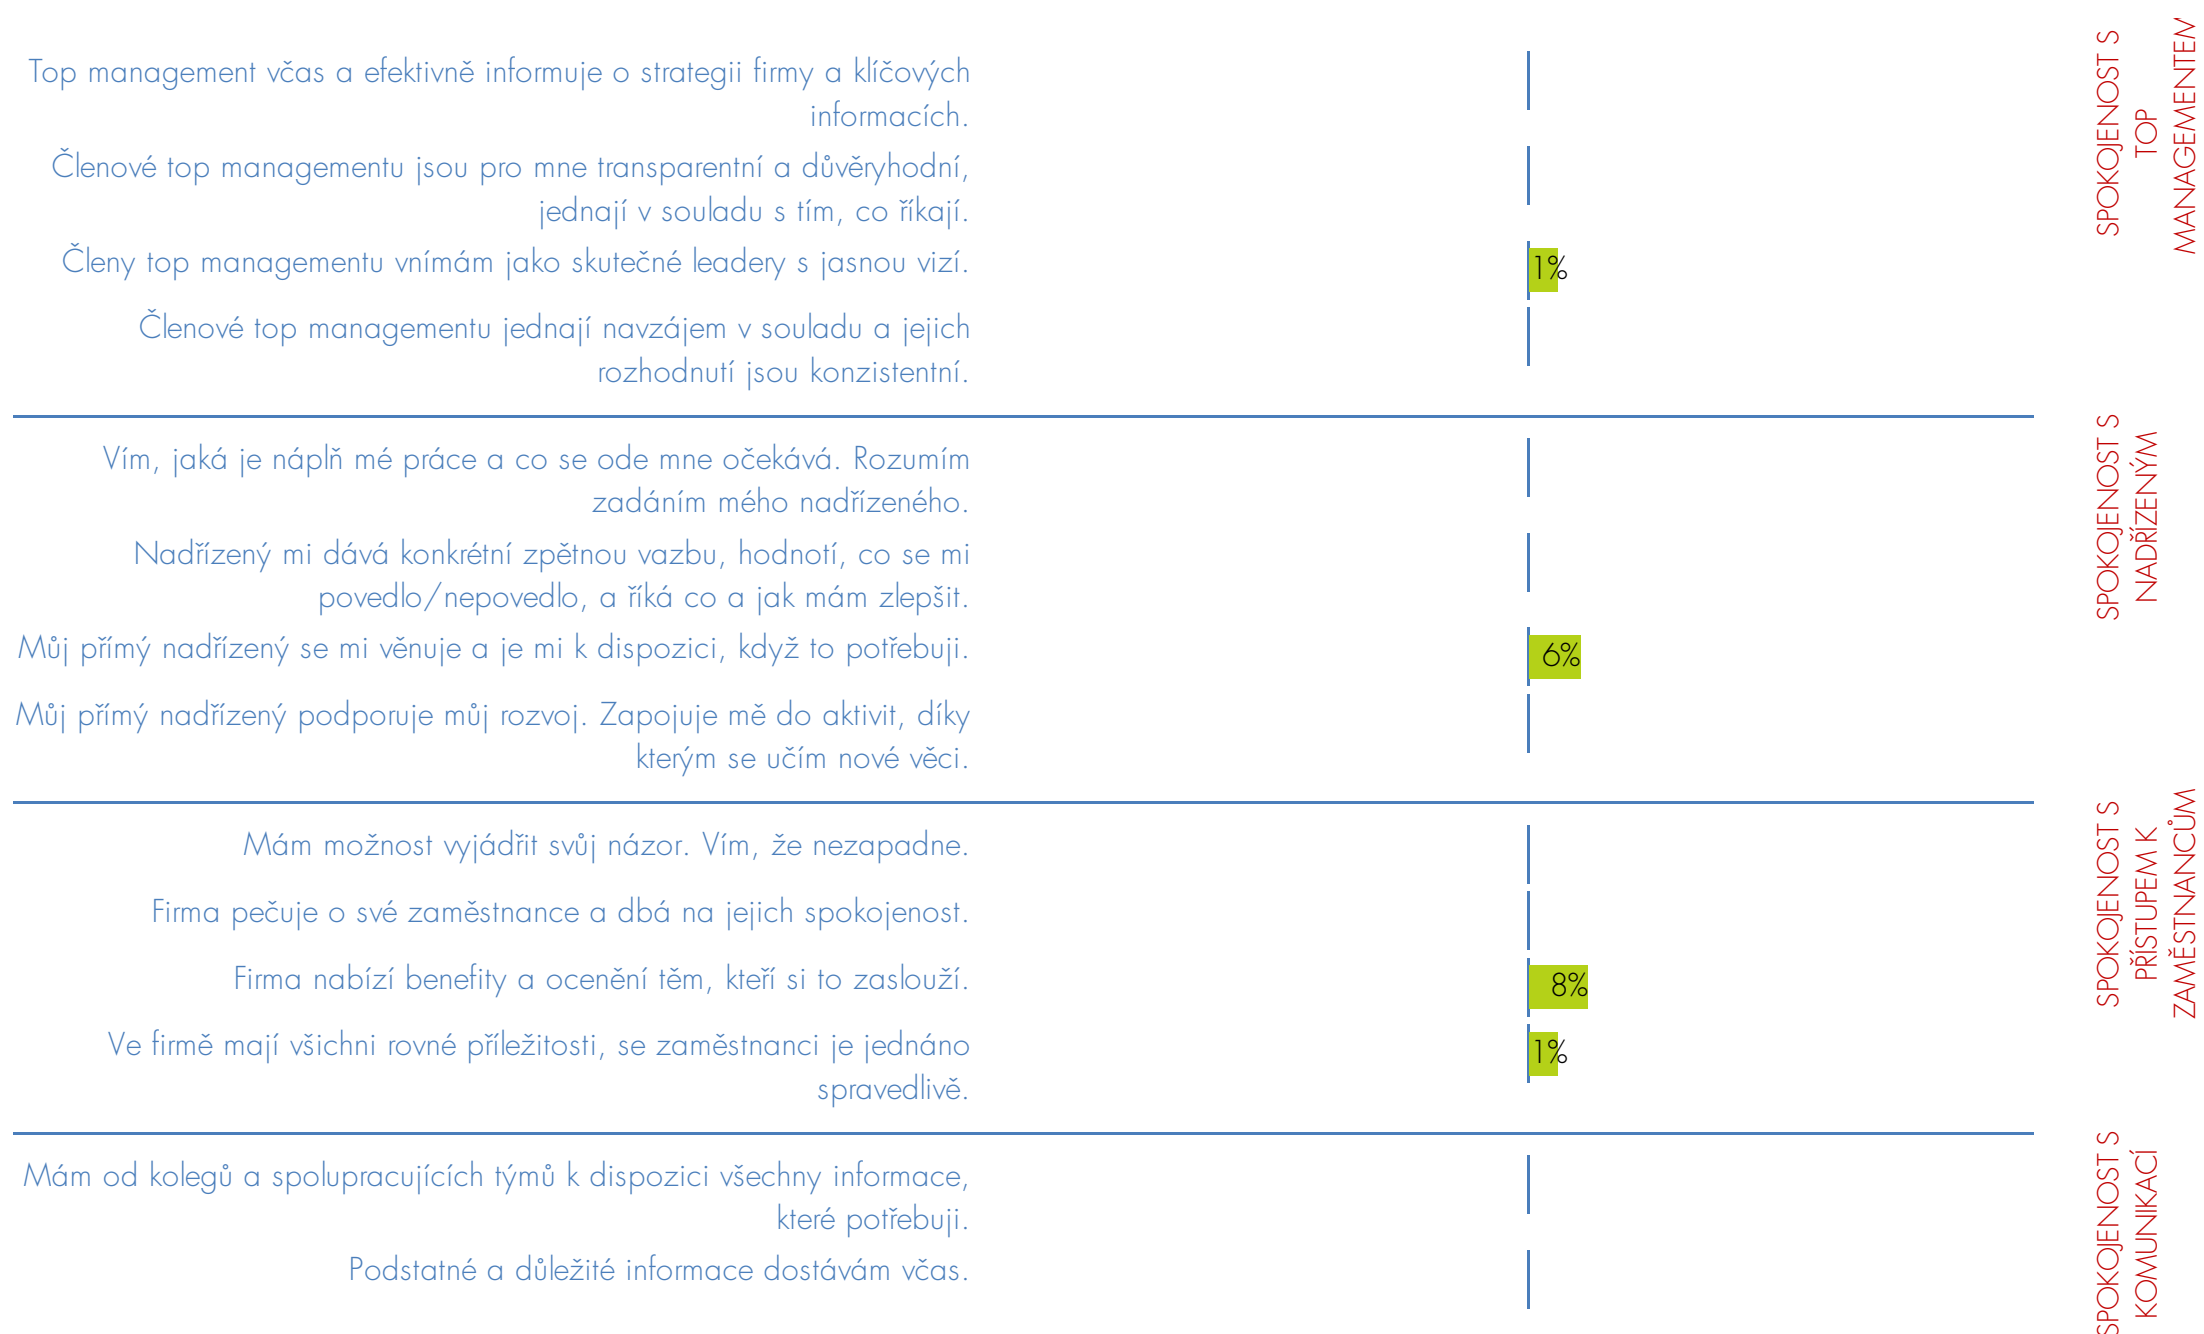 Top management včas a efektivně informuje o strategii firmy a klíčových
informacích.
Členové top managementu jsou pro mne transparentní a důvěryhodní,
jednají v souladu s tím, co říkají.
Členy top managementu vnímám jako skutečné leadery s jasnou vizí.
1%
Členové top managementu jednají navzájem v souladu a jejich
rozhodnutí jsou konzistentní.
SPOKOJENOST S
TOP
MANAGEMENTEM
Vím, jaká je náplň mé práce a co se ode mne očekává. Rozumím
zadáním mého nadřízeného.
Nadřízený mi dává konkrétní zpětnou vazbu, hodnotí, co se mi
povedlo/nepovedlo, a říká co a jak mám zlepšit.
Můj přímý nadřízený se mi věnuje a je mi k dispozici, když to potřebuji.
6%
Můj přímý nadřízený podporuje můj rozvoj. Zapojuje mě do aktivit, díky
kterým se učím nové věci.
SPOKOJENOST S
NADŘÍZENÝM
Mám možnost vyjádřit svůj názor. Vím, že nezapadne.
Firma pečuje o své zaměstnance a dbá na jejich spokojenost.
Firma nabízí benefity a ocenění těm, kteří si to zaslouží.
8%
Ve firmě mají všichni rovné příležitosti, se zaměstnanci je jednáno
spravedlivě.
1%
SPOKOJENOST S
PŘÍSTUPEM K
ZAMĚSTNANCŮM
Mám od kolegů a spolupracujících týmů k dispozici všechny informace,
které potřebuji.
Podstatné a důležité informace dostávám včas.
SPOKOJENOST S
KOMUNIKACÍ